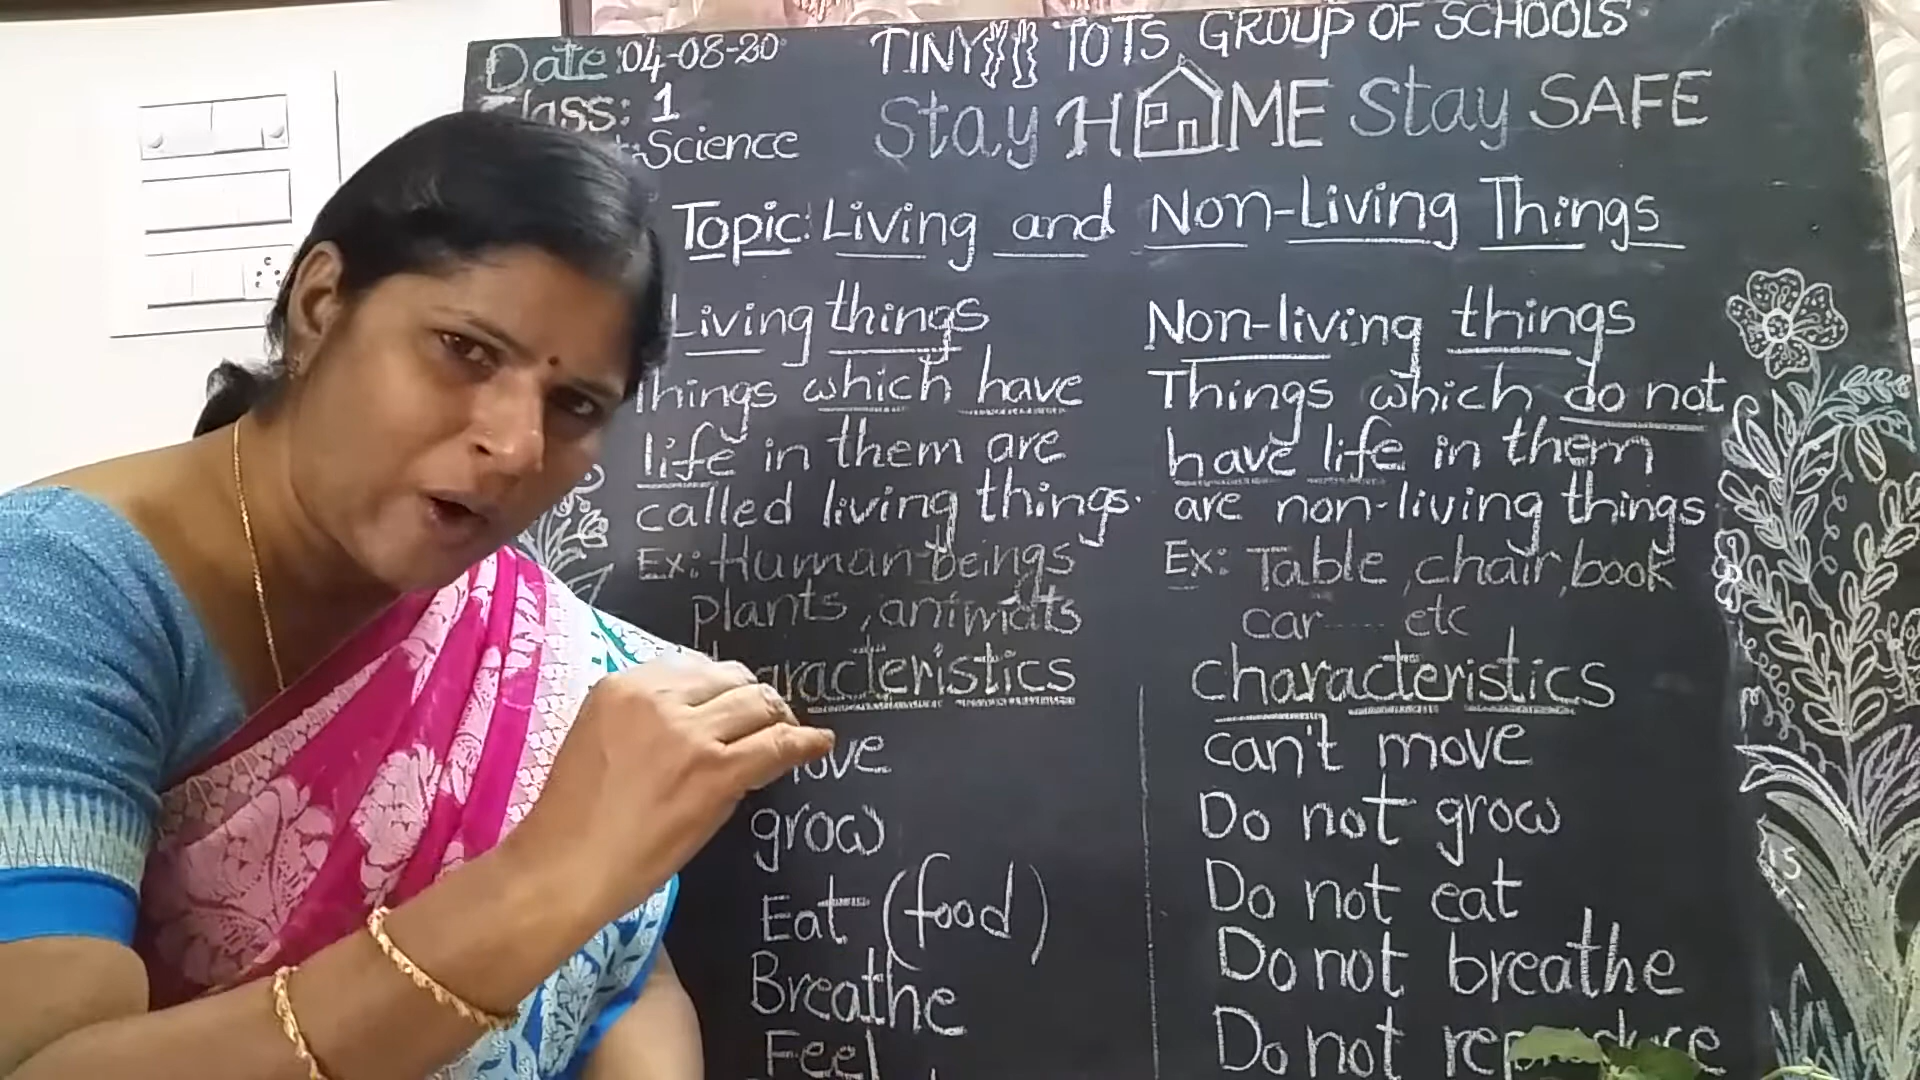 Date: 04-08-20
TINY TOTS GROUP OF SCHOOLS
Class: 1
Stay HOME Stay SAFE
Science
Topic: Living and Non-Living Things
Living things
Things which have
life in them are
called living things.
Ex: Human-beings
plants, animals
characteristics
move
grow
Eat (food)
Breathe
Feel
Non-living things
Things which do not
have life in them
are non-living things
Ex: Table, chair, book
car ---- etc
characteristics
can't move
Do not grow
Do not eat
Do not breathe
Do not reproduce